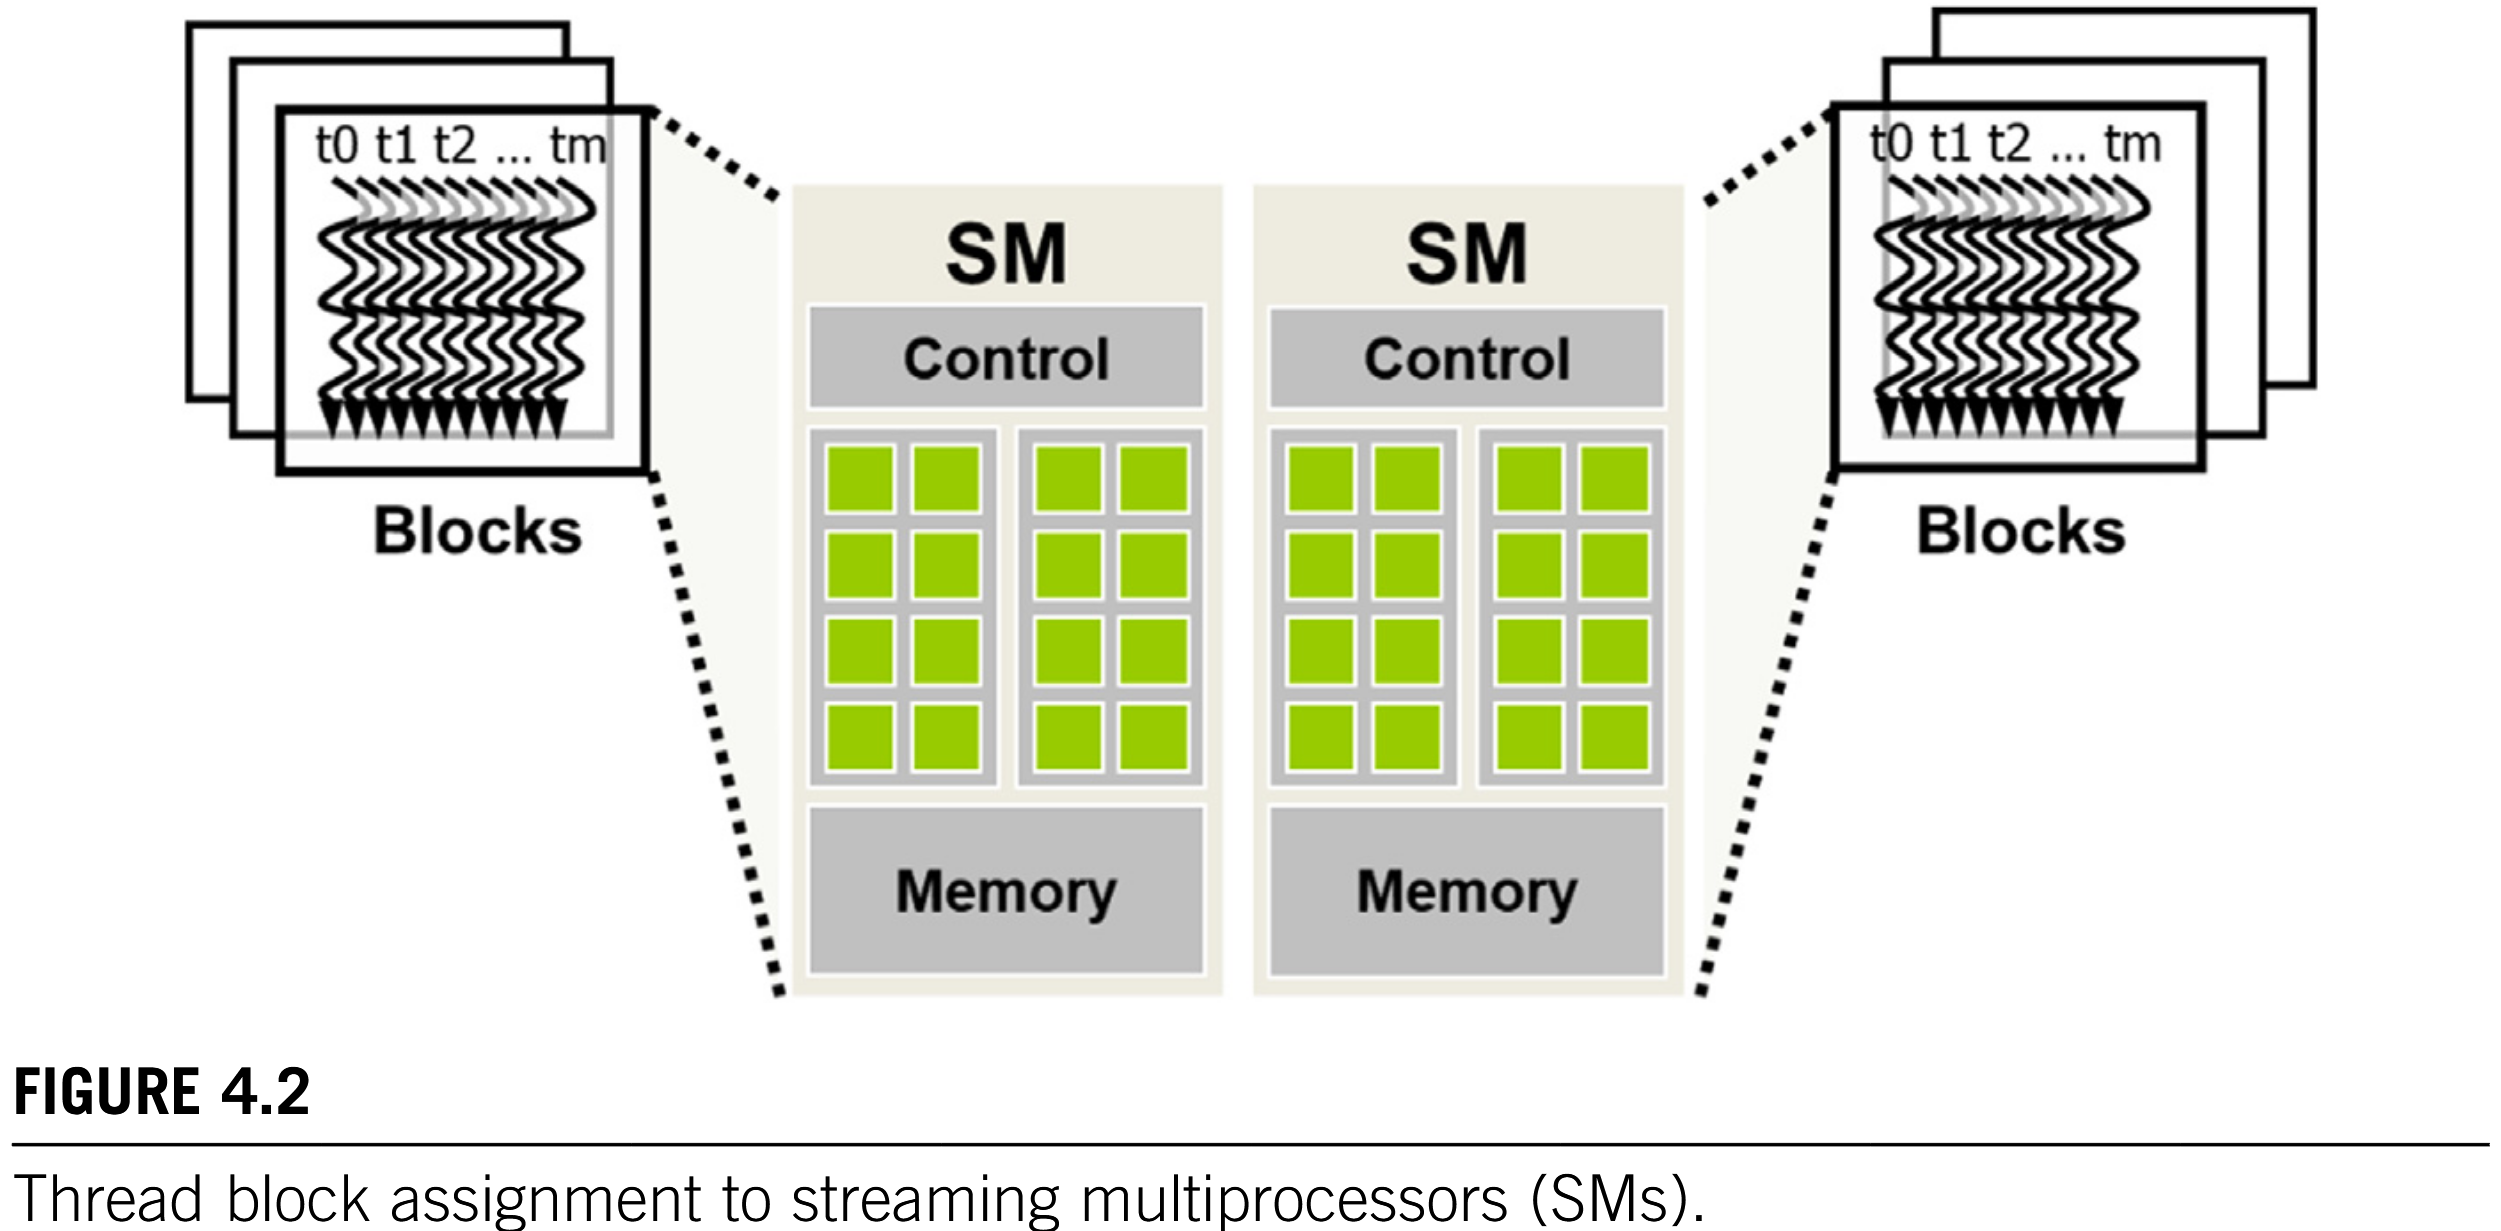 t0 t1 t2 ... tm
Blocks
SM
Control
Memory
SM
Control
Memory
t0 t1 t2 ... tm
Blocks
FIGURE 4.2
Thread block assignment to streaming multiprocessors (SMs).